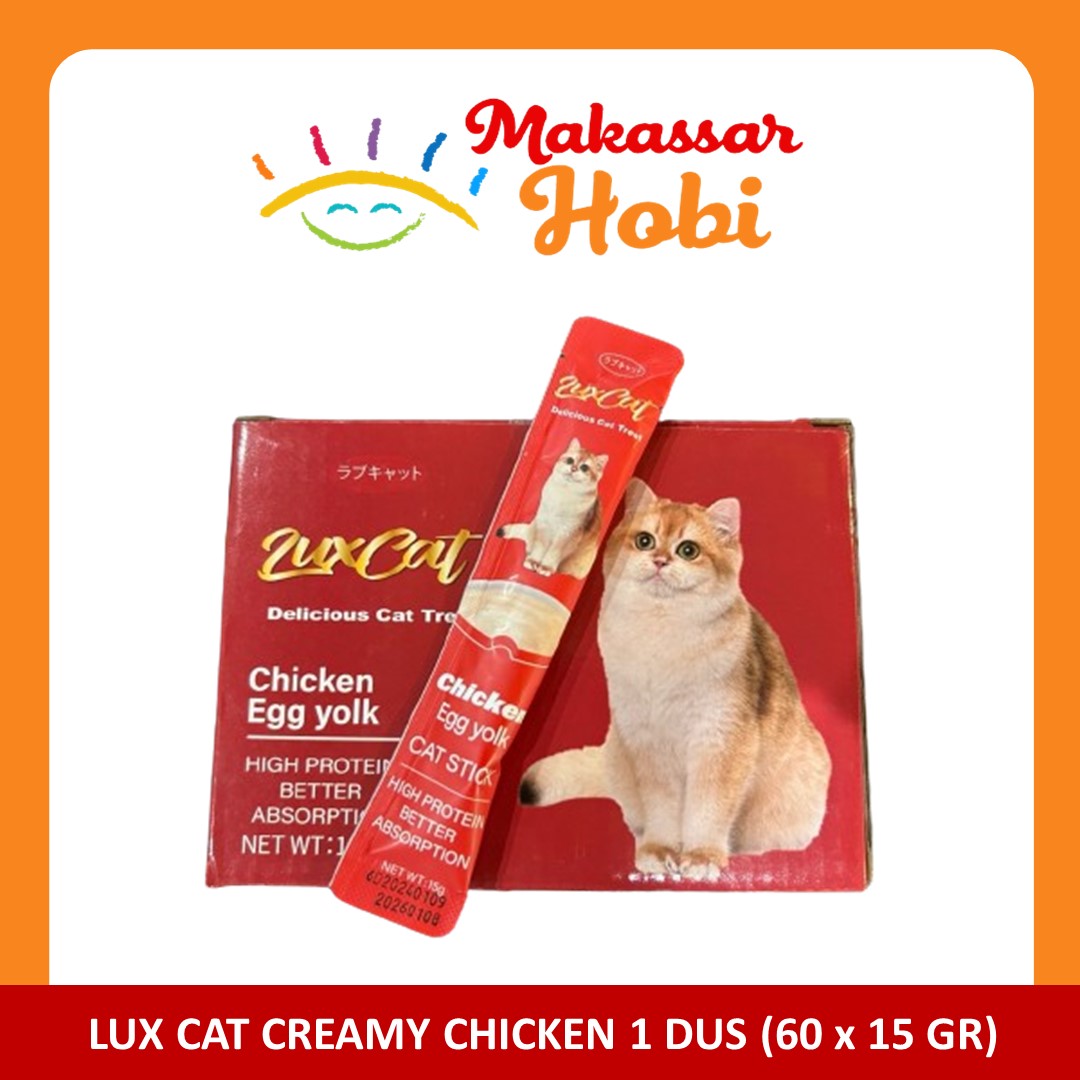 Makassar
Hobi
ラブキャット
LuxCat
Delicious Cat Treat
Chicken
Egg yolk
CAT STICK
HIGH PROTEIN
BETTER
ABSORPTION
NET WT:15g
6020240109
20260108
ラブキャット
LuxCat
Delicious Cat Tre
Chicken
Egg yolk
HIGH PROTEIN
BETTER
ABSORPTI
NET WT:1
LUX CAT CREAMY CHICKEN 1 DUS (60 x 15 GR)